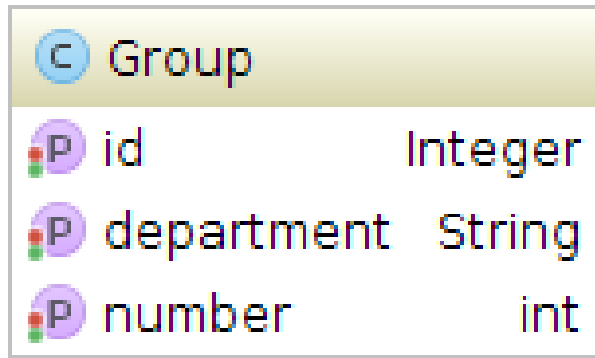 C Group
P id Integer
P department String
P number int